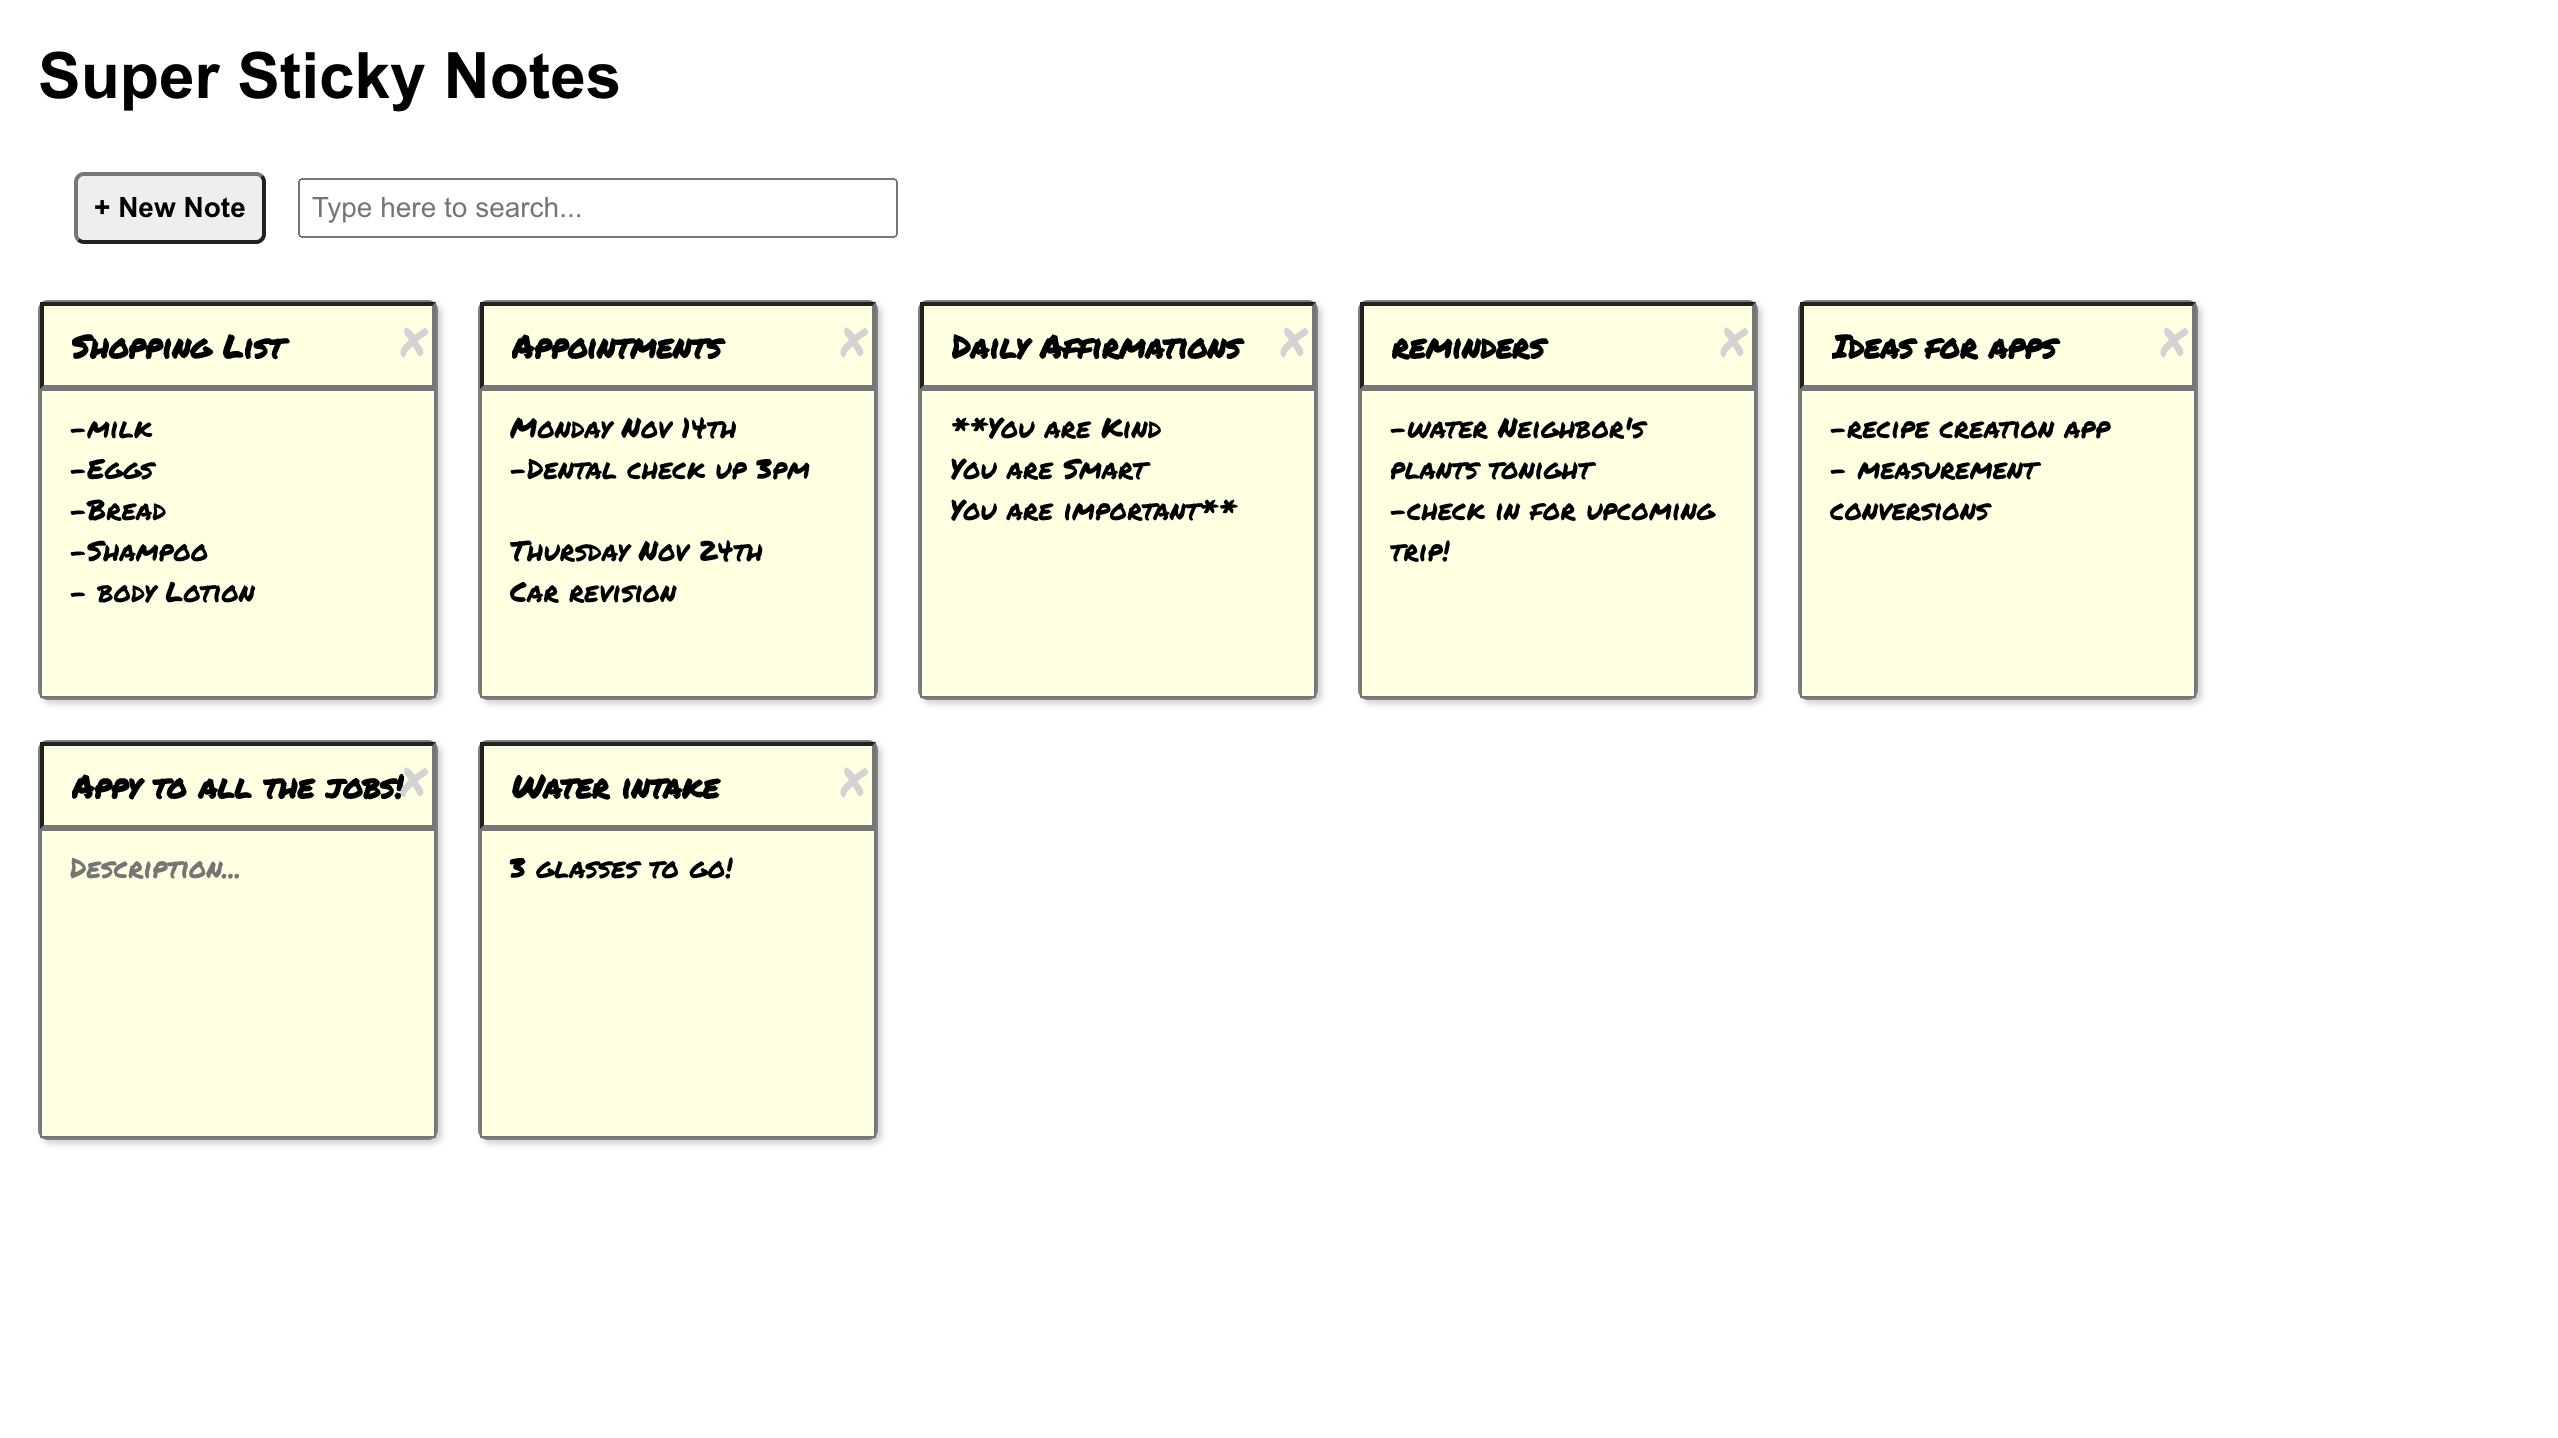 Super Sticky Notes
+ New Note
Type here to search...
Shopping List
-milk
-Eggs
-Bread
-Shampoo
- body Lotion
Appointments
Monday Nov 14th
-Dental check up 3pm
Thursday Nov 24th
Car revision
Daily Affirmations
**You are Kind
You are Smart
You are important**
reminders
-water Neighbor's
plants tonight
-check in for upcoming
trip!
Ideas for apps
-recipe creation app
- measurement
conversions
Appy to all the jobs!
Description...
Water intake
3 glasses to go!